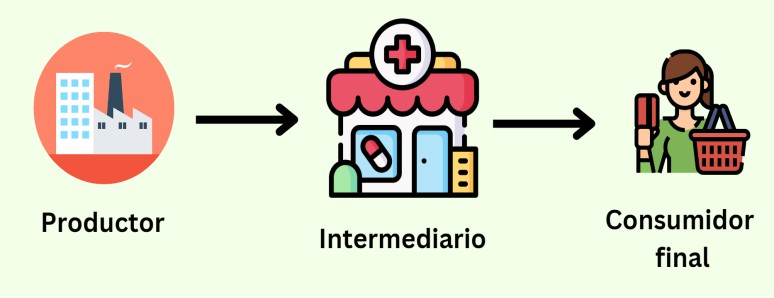 Productor
Intermediario
Consumidor
final